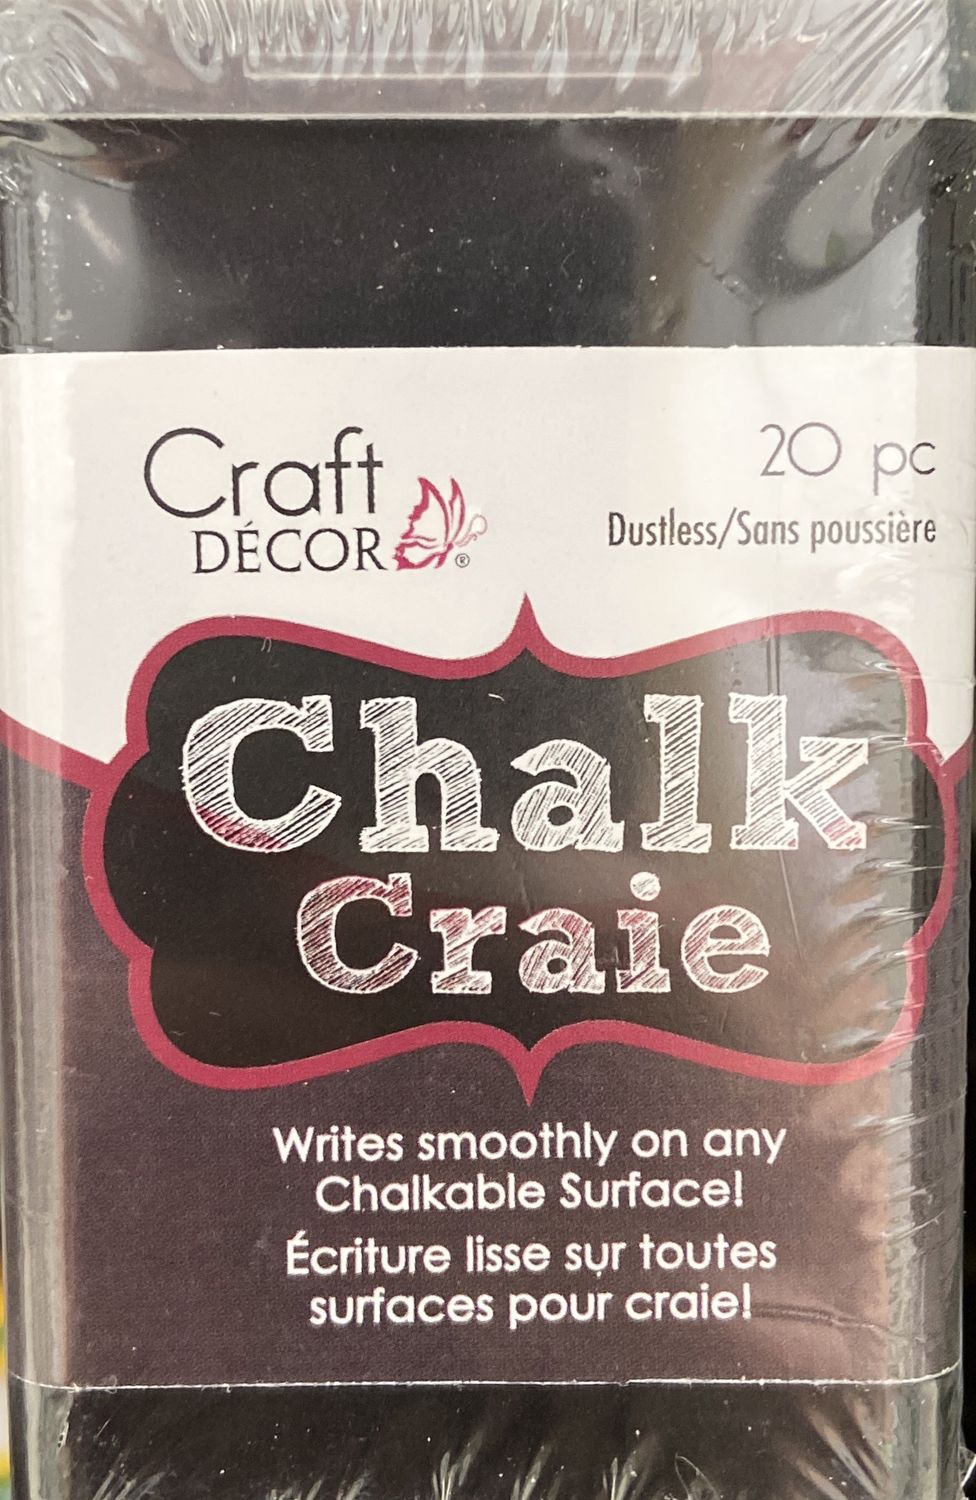 Craft
DÉCOR®
20 pc
Dustless/Sans poussière
Chalk
Craie
Writes smoothly on any
Chalkable Surface!
Écriture lisse sur toutes
surfaces pour craie!